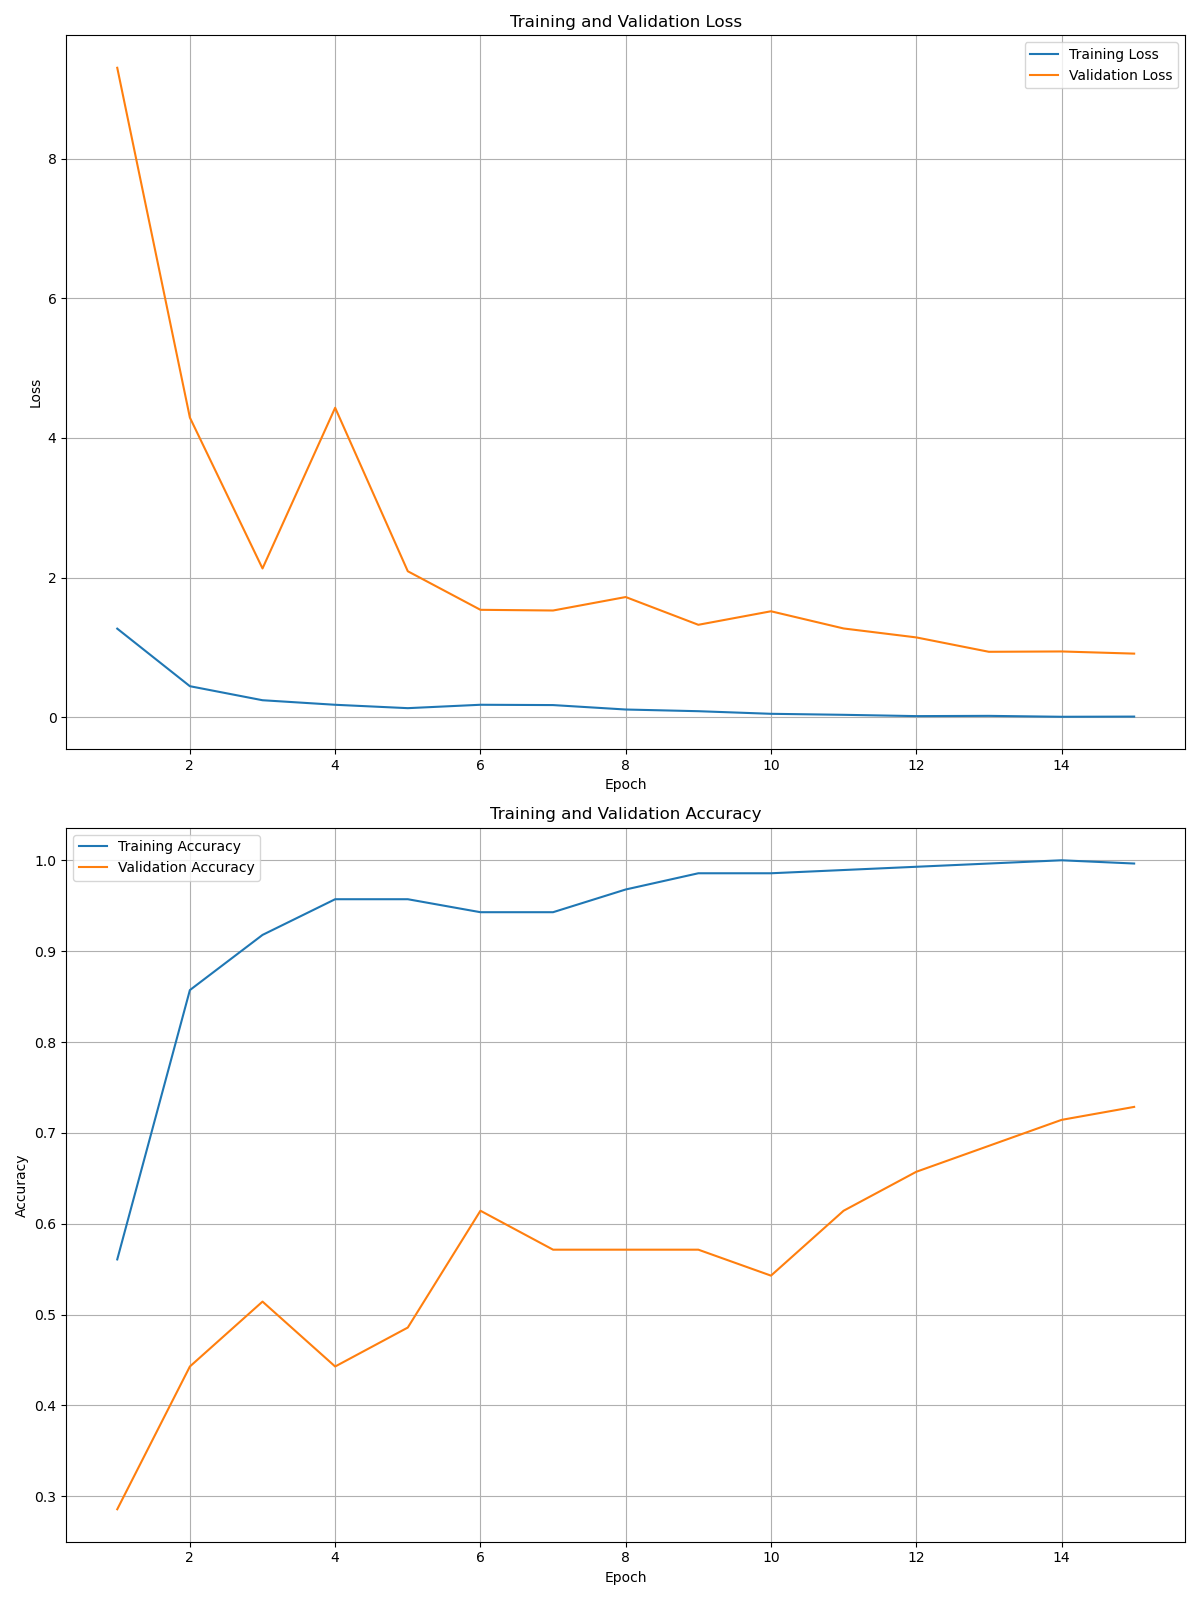 Training and Validation Loss
Training Loss
Validation Loss
8
6
4
2
0
Loss
2 4 6 8 10 12 14
Epoch
Training and Validation Accuracy
Training Accuracy
Validation Accuracy
1.0
0.9
0.8
0.7
0.6
0.5
0.4
0.3
Accuracy
2 4 6 8 10 12 14
Epoch